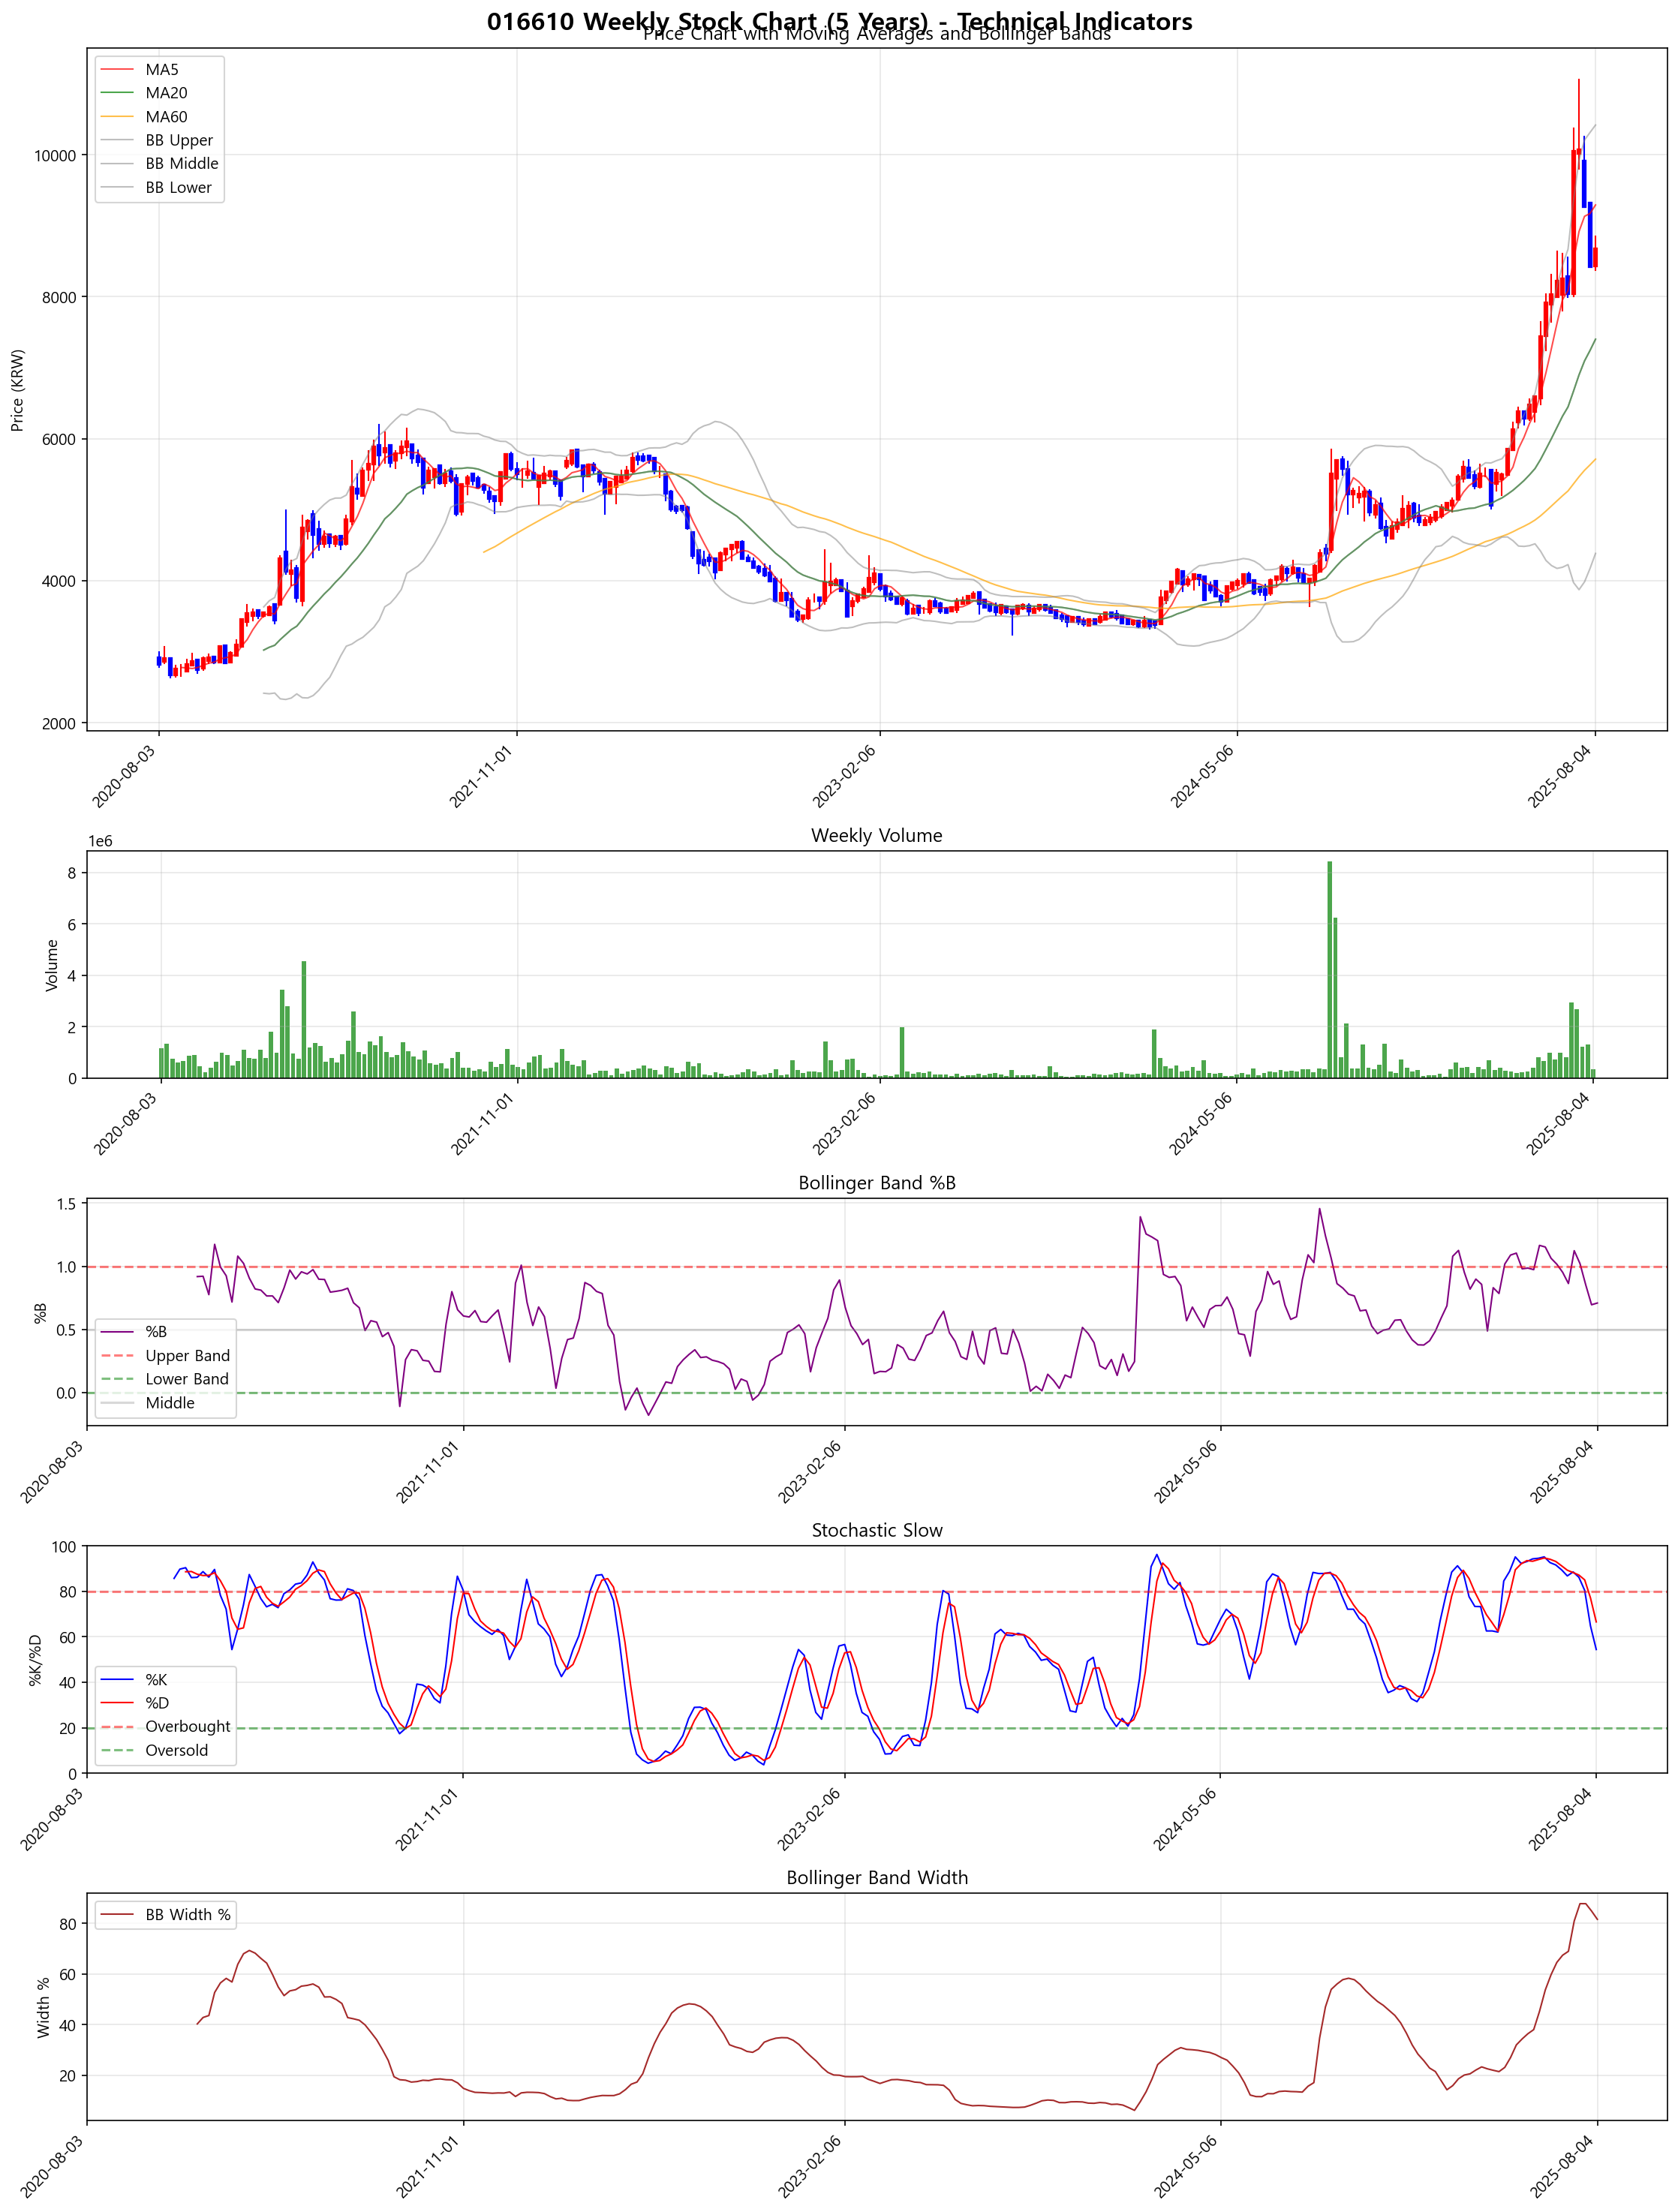 016610 Weekly Stock Chart (5 Years) - Technical Indicators
Price Chart with Moving Averages and Bollinger Bands
MA5
MA20
MA60
BB Upper
BB Middle
BB Lower
Price (KRW)
10000
8000
6000
4000
2000
2020-08-03
2021-11-01
2023-02-06
2024-05-06
2025-08-04
Weekly Volume
1e6
Volume
8
6
4
2
0
2020-08-03
2021-11-01
2023-02-06
2024-05-06
2025-08-04
Bollinger Band %B
%B
1.5
1.0
0.5
0.0
%B
Upper Band
Lower Band
Middle
2020-08-03
2021-11-01
2023-02-06
2024-05-06
2025-08-04
Stochastic Slow
%K/%D
100
80
60
40
20
0
%K
%D
Overbought
Oversold
2020-08-03
2021-11-01
2023-02-06
2024-05-06
2025-08-04
Bollinger Band Width
BB Width %
Width %
80
60
40
20
2020-08-03
2021-11-01
2023-02-06
2024-05-06
2025-08-04